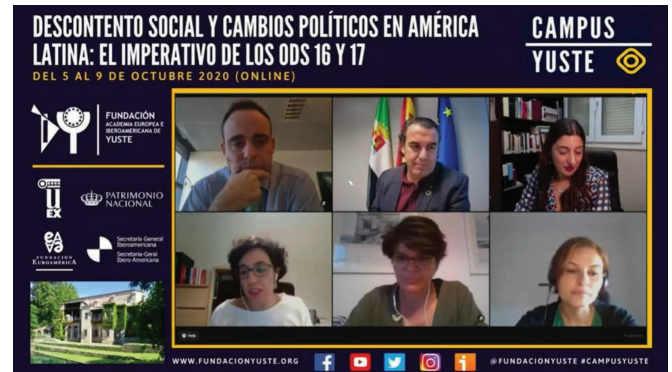 DESCONTENTO SOCIAL Y CAMBIOS POLÍTICOS EN AMÉRICA
LATINA: EL IMPERATIVO DE LOS ODS 16 Y 17
DEL 5 AL 9 DE OCTUBRE 2020 (ONLINE)
CAMPUS
YUSTE
FUNDACIÓN
ACADEMIA EUROPEA E
IBEROAMERICANA DE
YUSTE
UEX
PATRIMONIO
NACIONAL
FUNDACIÓN
EUROAMÉRICA
Secretaría General
Iberoamericana
Secretaria-Geral
Ibero-Americana
Help
WWW.FUNDACIONYUSTE.ORG
@FUNDACIONYUSTE #CAMPUSYUSTE